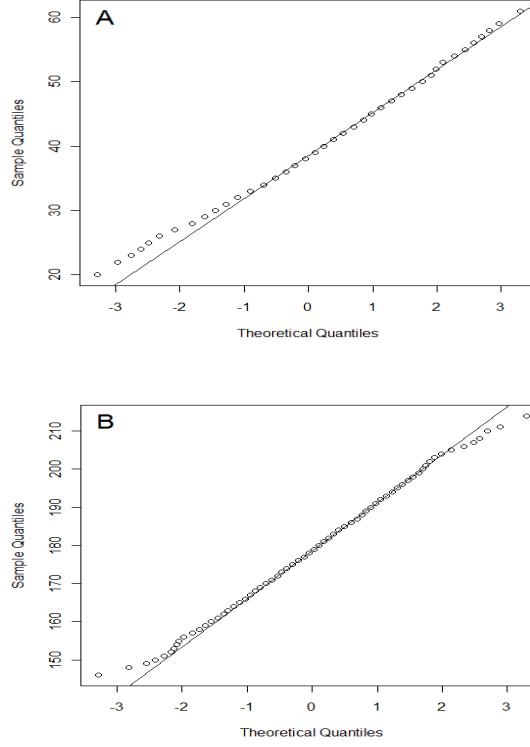 A
60
50
40
30
20
Sample Quantiles
-3 -2 -1 0 1 2 3
Theoretical Quantiles
B
210
200
190
180
170
160
150
Sample Quantiles
-3 -2 -1 0 1 2 3
Theoretical Quantiles